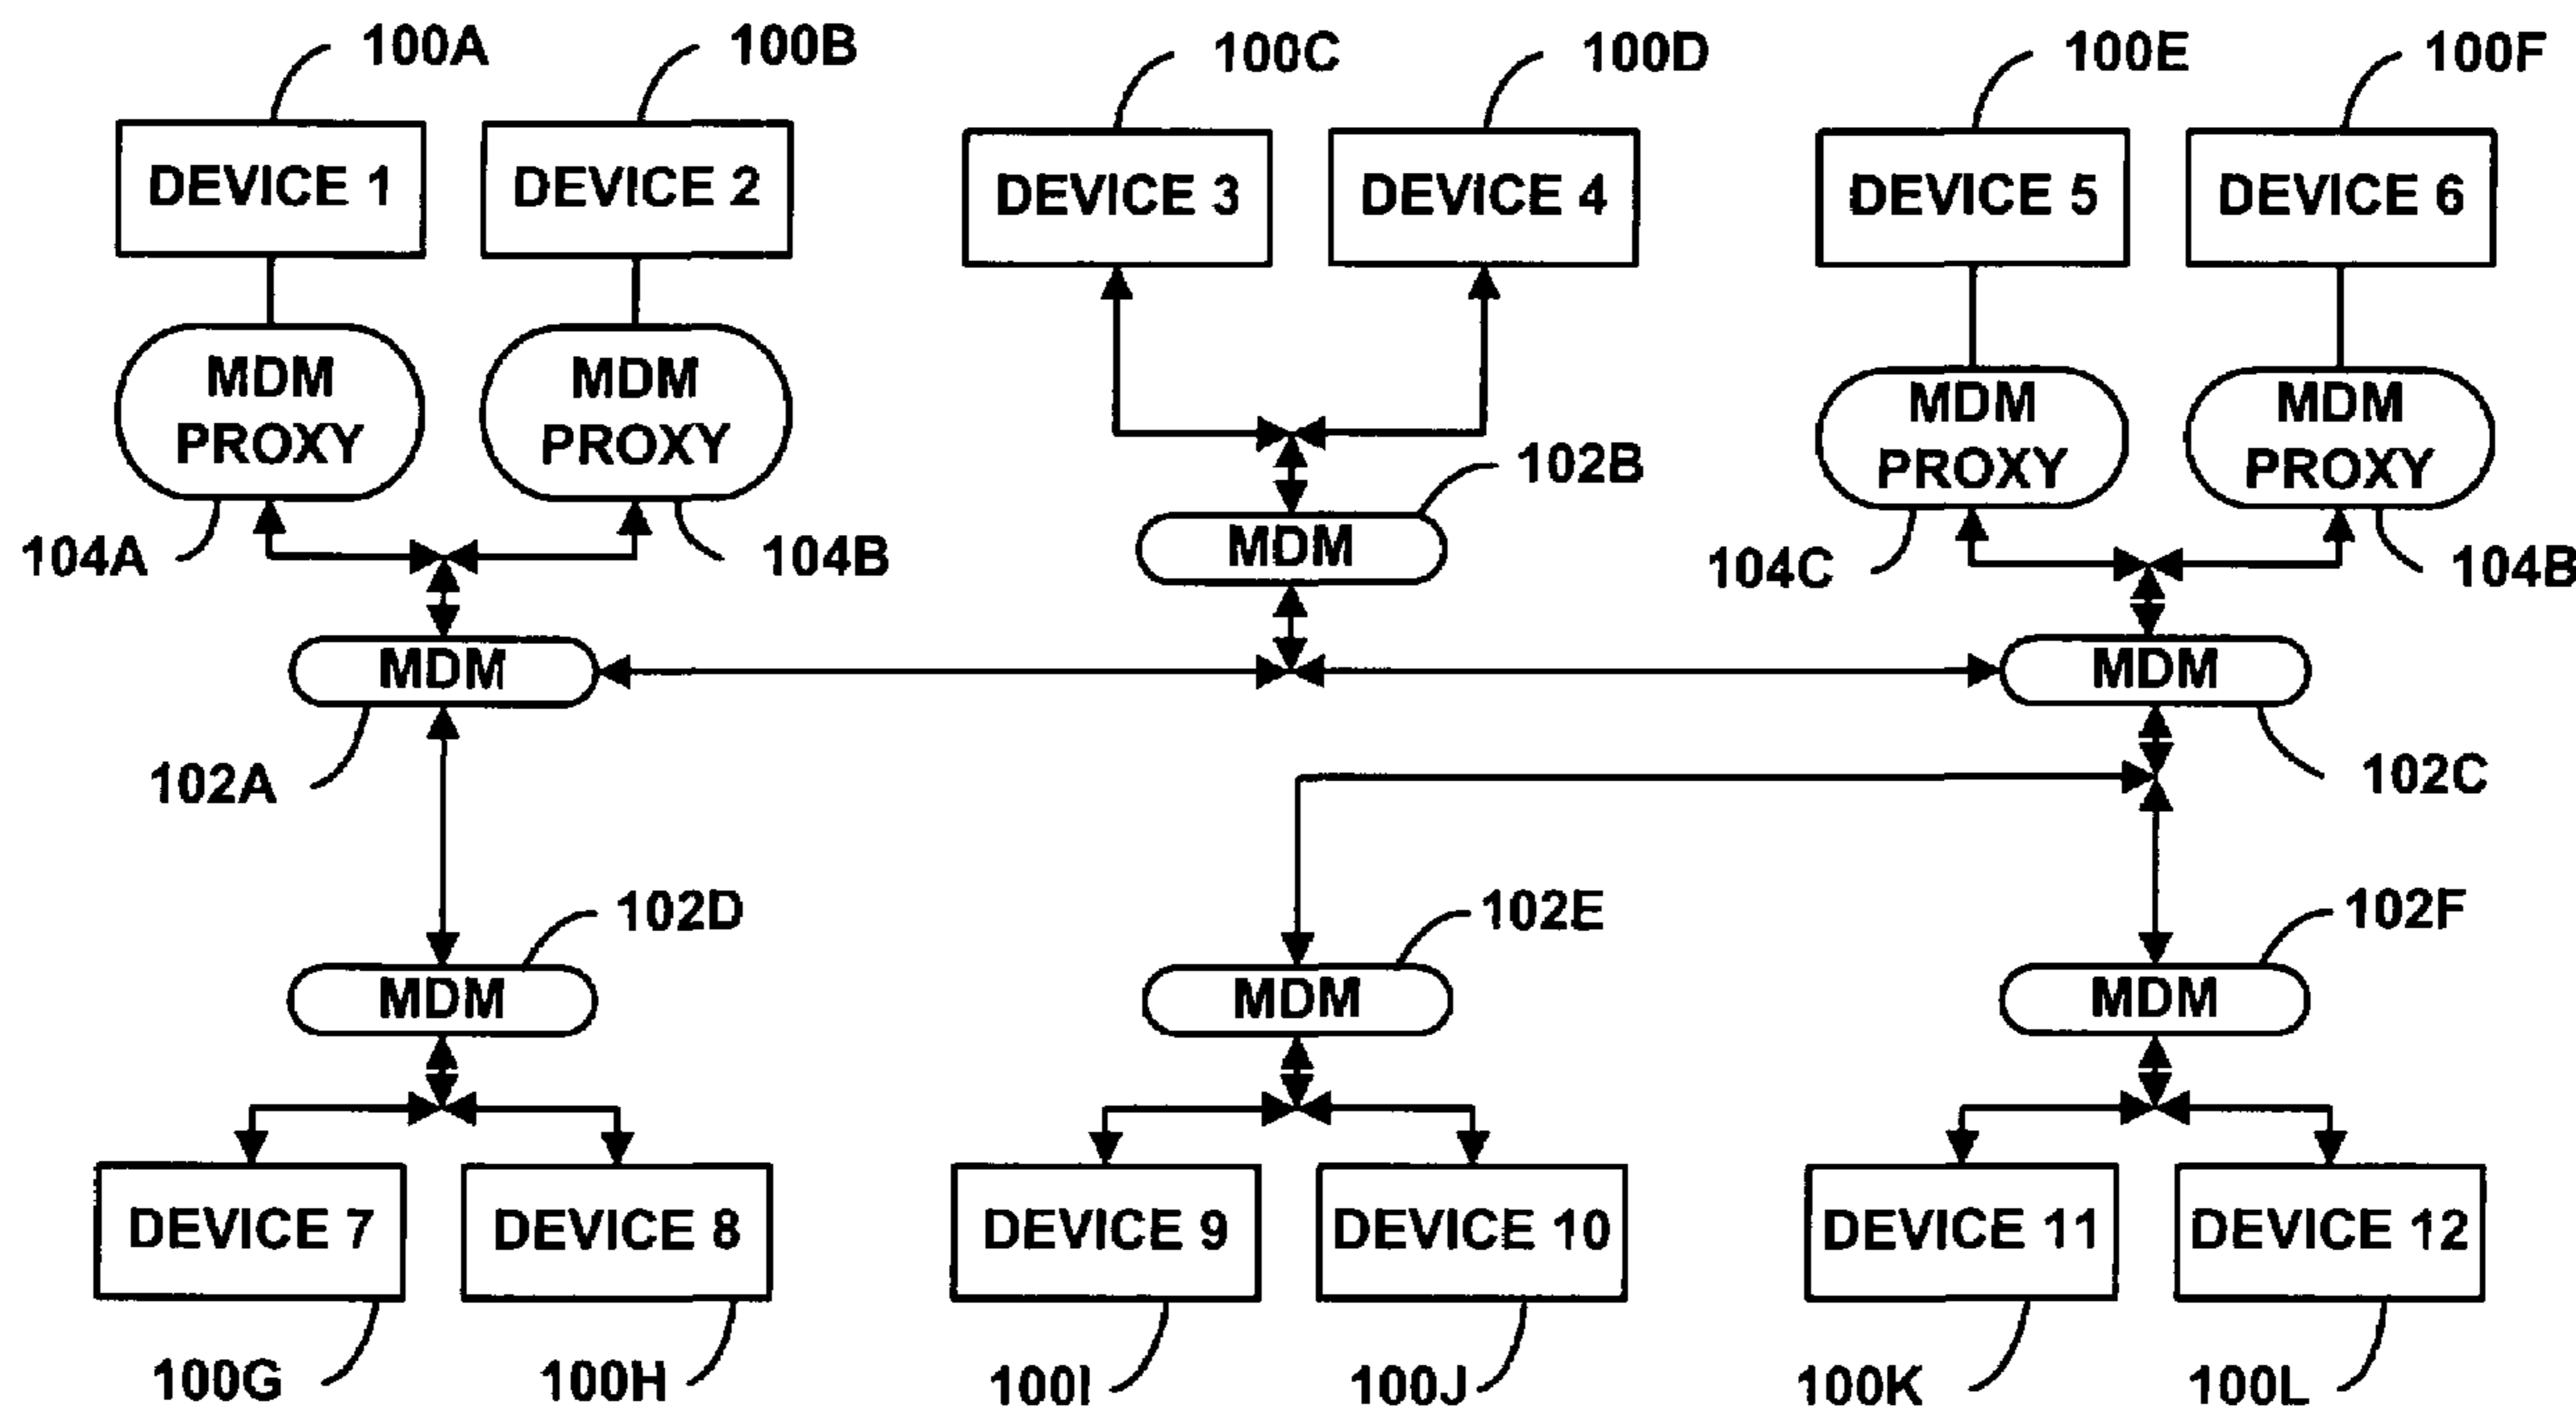 100A
100B
100C
100D
100E
100F
DEVICE 1
DEVICE 2
DEVICE 3
DEVICE 4
DEVICE 5
DEVICE 6
MDM
PROXY
MDM
PROXY
MDM
PROXY
MDM
PROXY
104A
104B
102B
MDM
104C
104B
MDM
MDM
102A
102C
102D
102E
102F
MDM
MDM
MDM
DEVICE 7
DEVICE 8
DEVICE 9
DEVICE 10
DEVICE 11
DEVICE 12
100G
100H
100I
100J
100K
100L